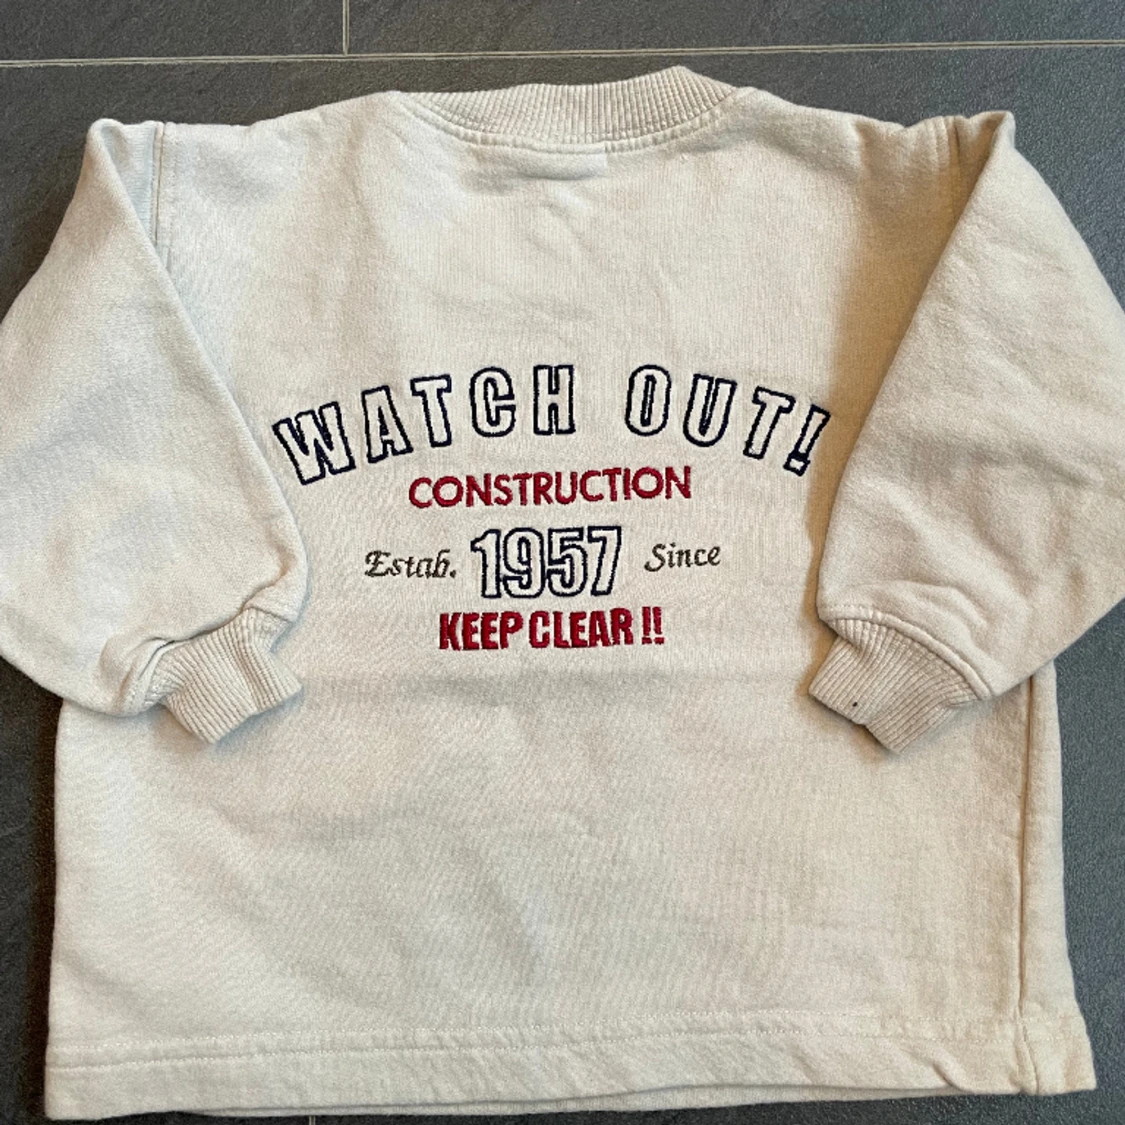 WATCH OUT!
CONSTRUCTION
Estab. 1957 Since
KEEP CLEAR !!